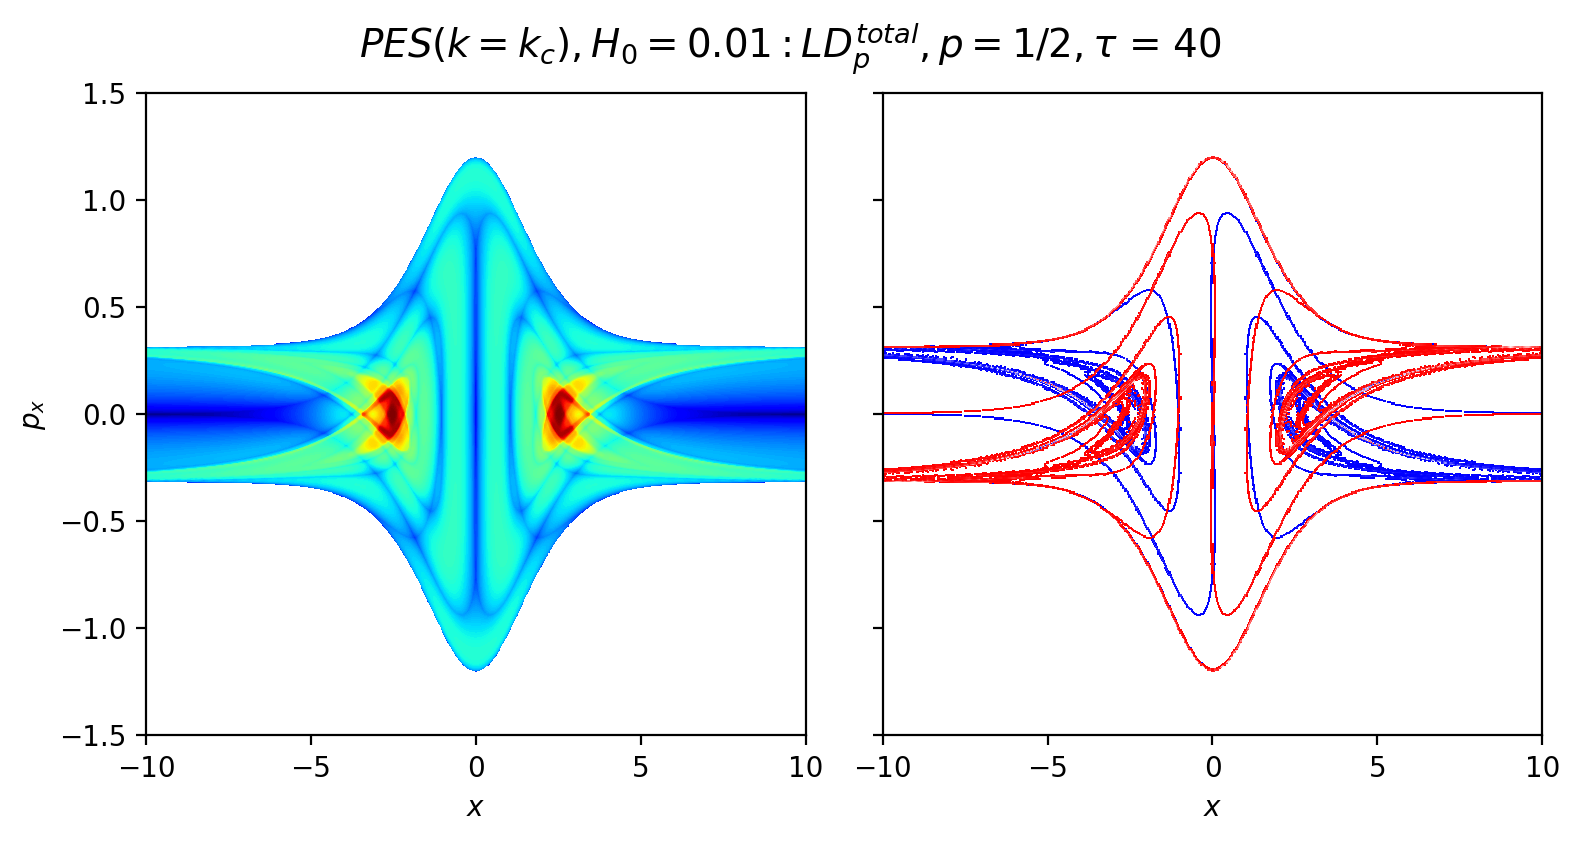 PES(k = k_c), H_0 = 0.01 : LD_p^{total}, p = 1/2, τ = 40
1.5
1.0
0.5
0.0
−0.5
−1.0
−1.5
p_x
−10 −5 0 5 10
x
−10 −5 0 5 10
x